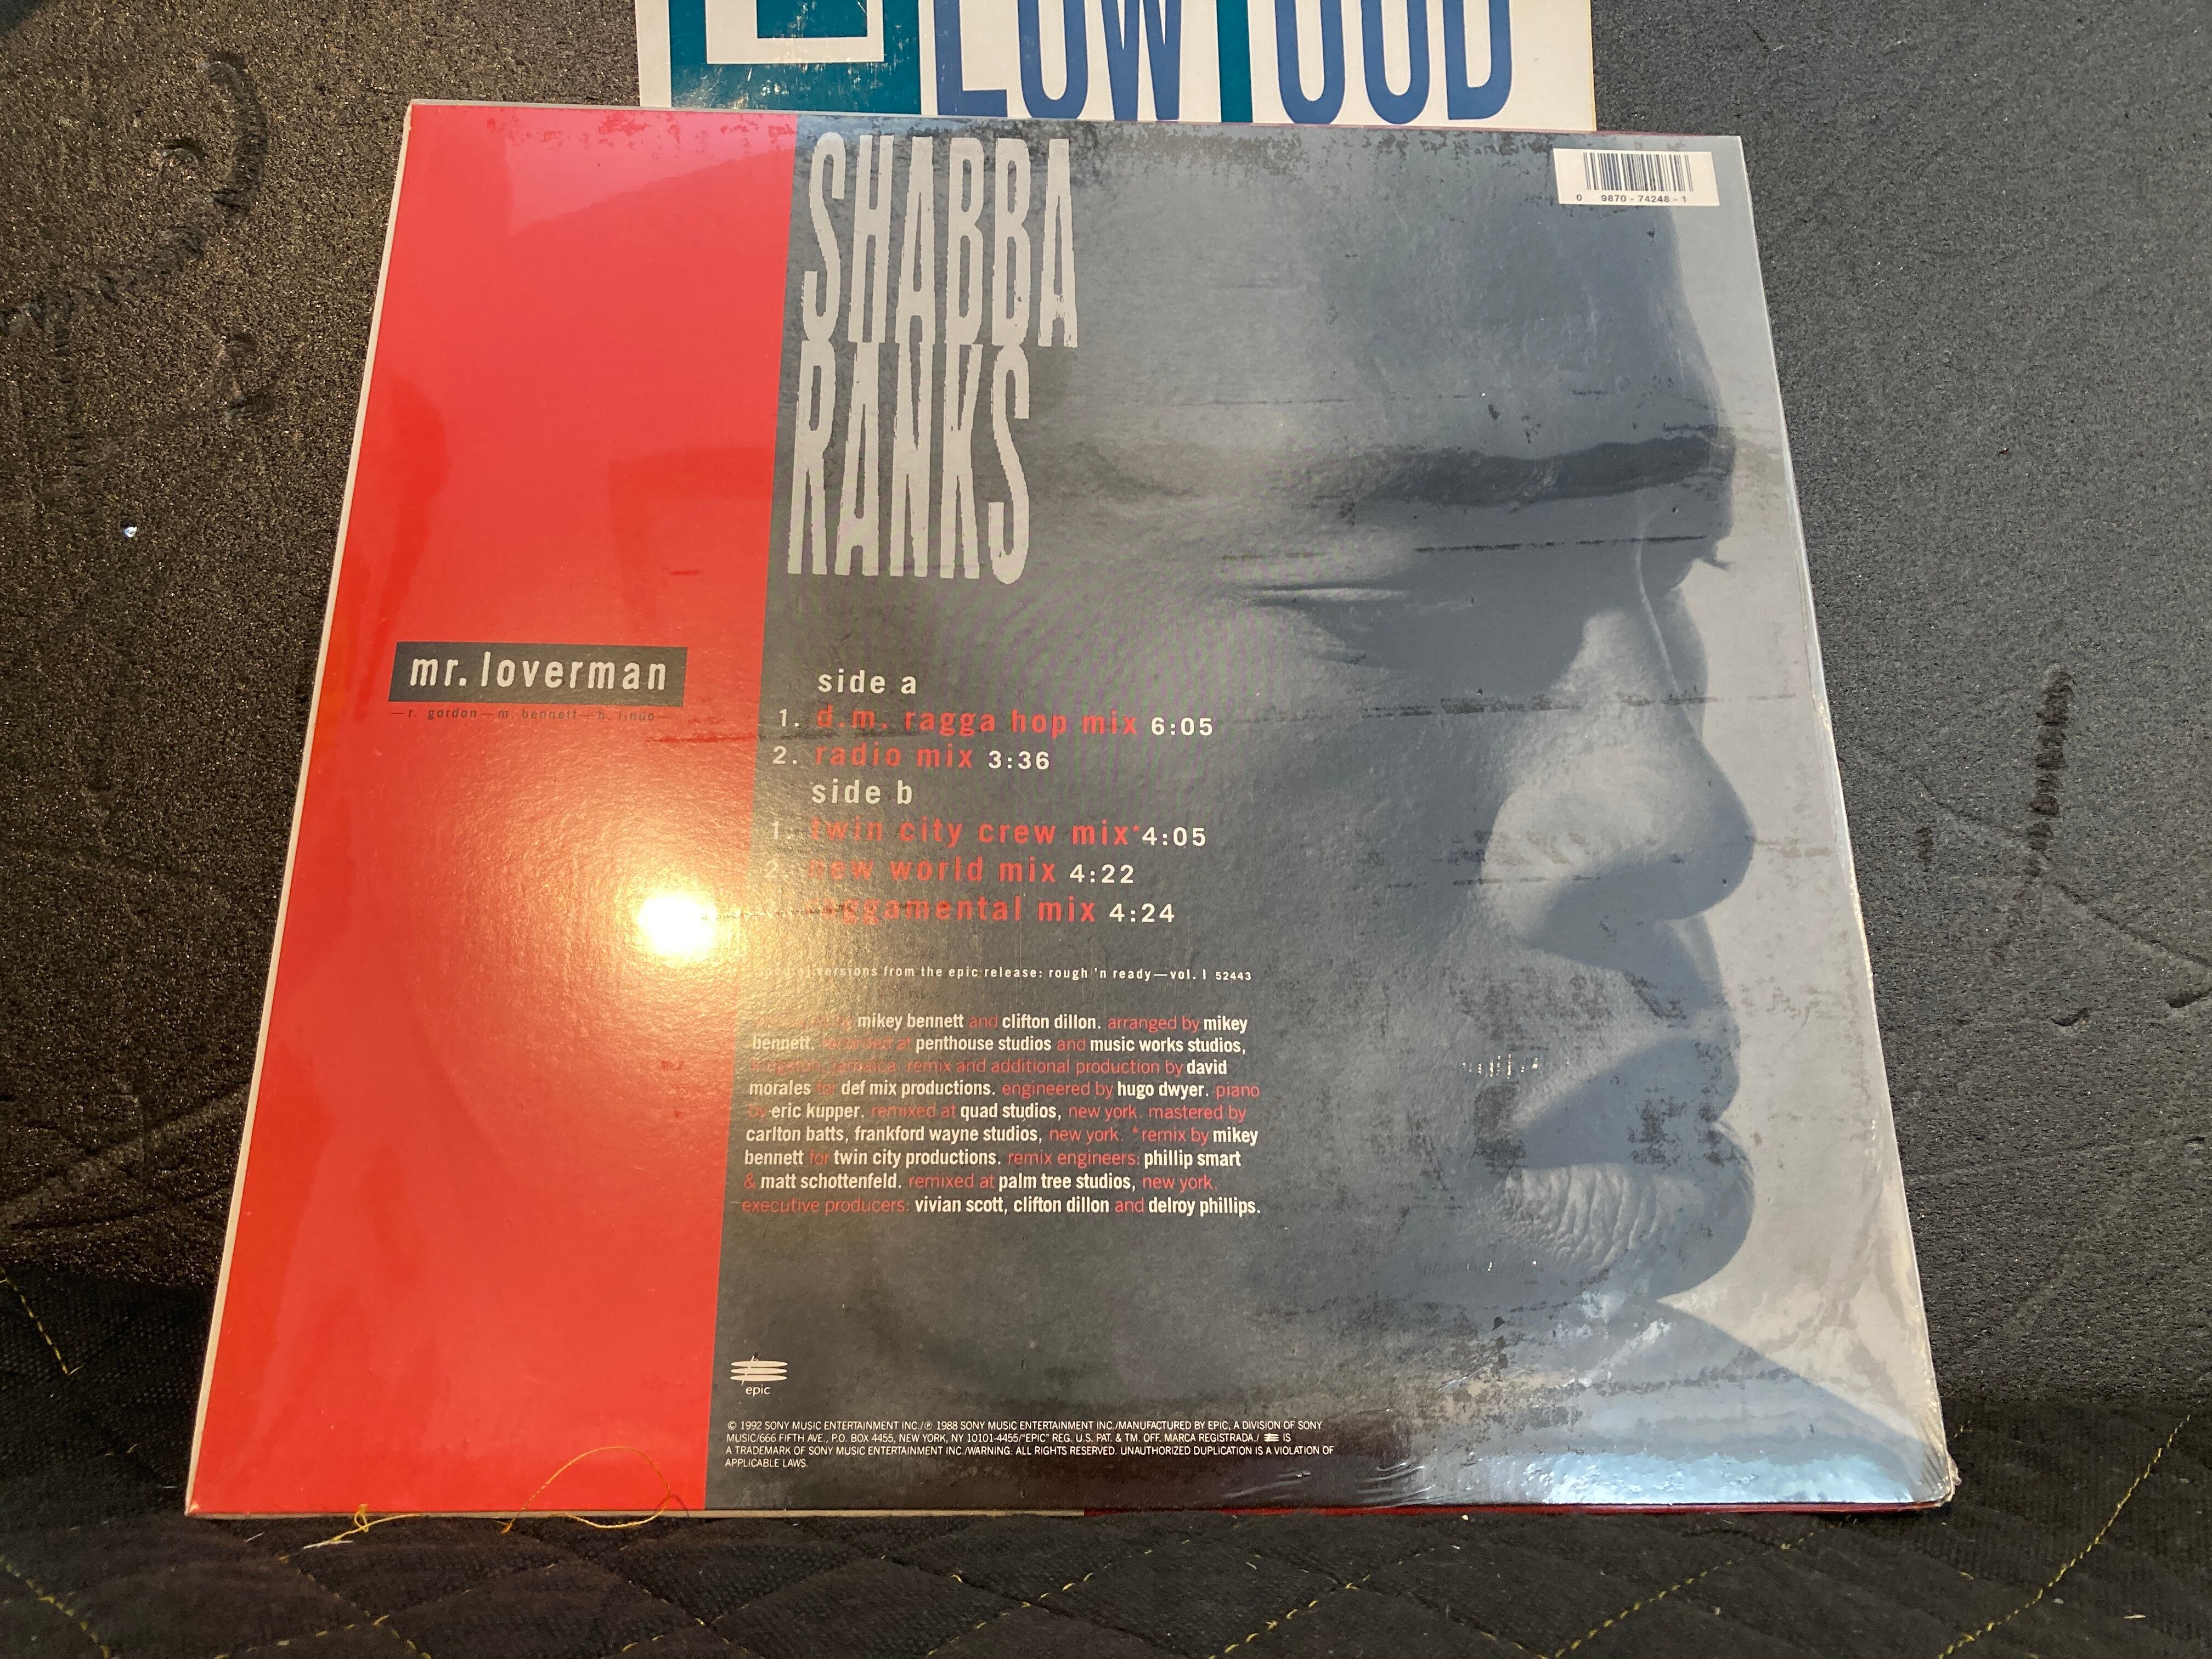 SHABBA
RANKS
0 9870-74248-1
mr. loverman
—r. gordon—m. bennett—h. lindo—
side a
1. d.m. ragga hop mix 6:05
2. radio mix 3:36
side b
1. twin city crew mix*4:05
2. new world mix 4:22
raggamental mix 4:24
versions from the epic release: rough 'n ready—vol. I 52443
mikey bennett and clifton dillon. arranged by mikey
bennett. recorded at penthouse studios and music works studios,
kingston, jamaica. remix and additional production by david
morales for def mix productions. engineered by hugo dwyer. piano
by eric kupper. remixed at quad studios, new york. mastered by
carlton batts, frankford wayne studios, new york. *remix by mikey
bennett for twin city productions. remix engineers: phillip smart
& matt schottenfeld. remixed at palm tree studios, new york.
executive producers: vivian scott, clifton dillon and delroy phillips.
epic
© 1992 SONY MUSIC ENTERTAINMENT INC./℗ 1988 SONY MUSIC ENTERTAINMENT INC./MANUFACTURED BY EPIC, A DIVISION OF SONY
MUSIC/666 FIFTH AVE., P.O. BOX 4455, NEW YORK, NY 10101-4455/"EPIC" REG. U.S. PAT. & TM. OFF. MARCA REGISTRADA./ IS
A TRADEMARK OF SONY MUSIC ENTERTAINMENT INC./WARNING: ALL RIGHTS RESERVED. UNAUTHORIZED DUPLICATION IS A VIOLATION OF
APPLICABLE LAWS.